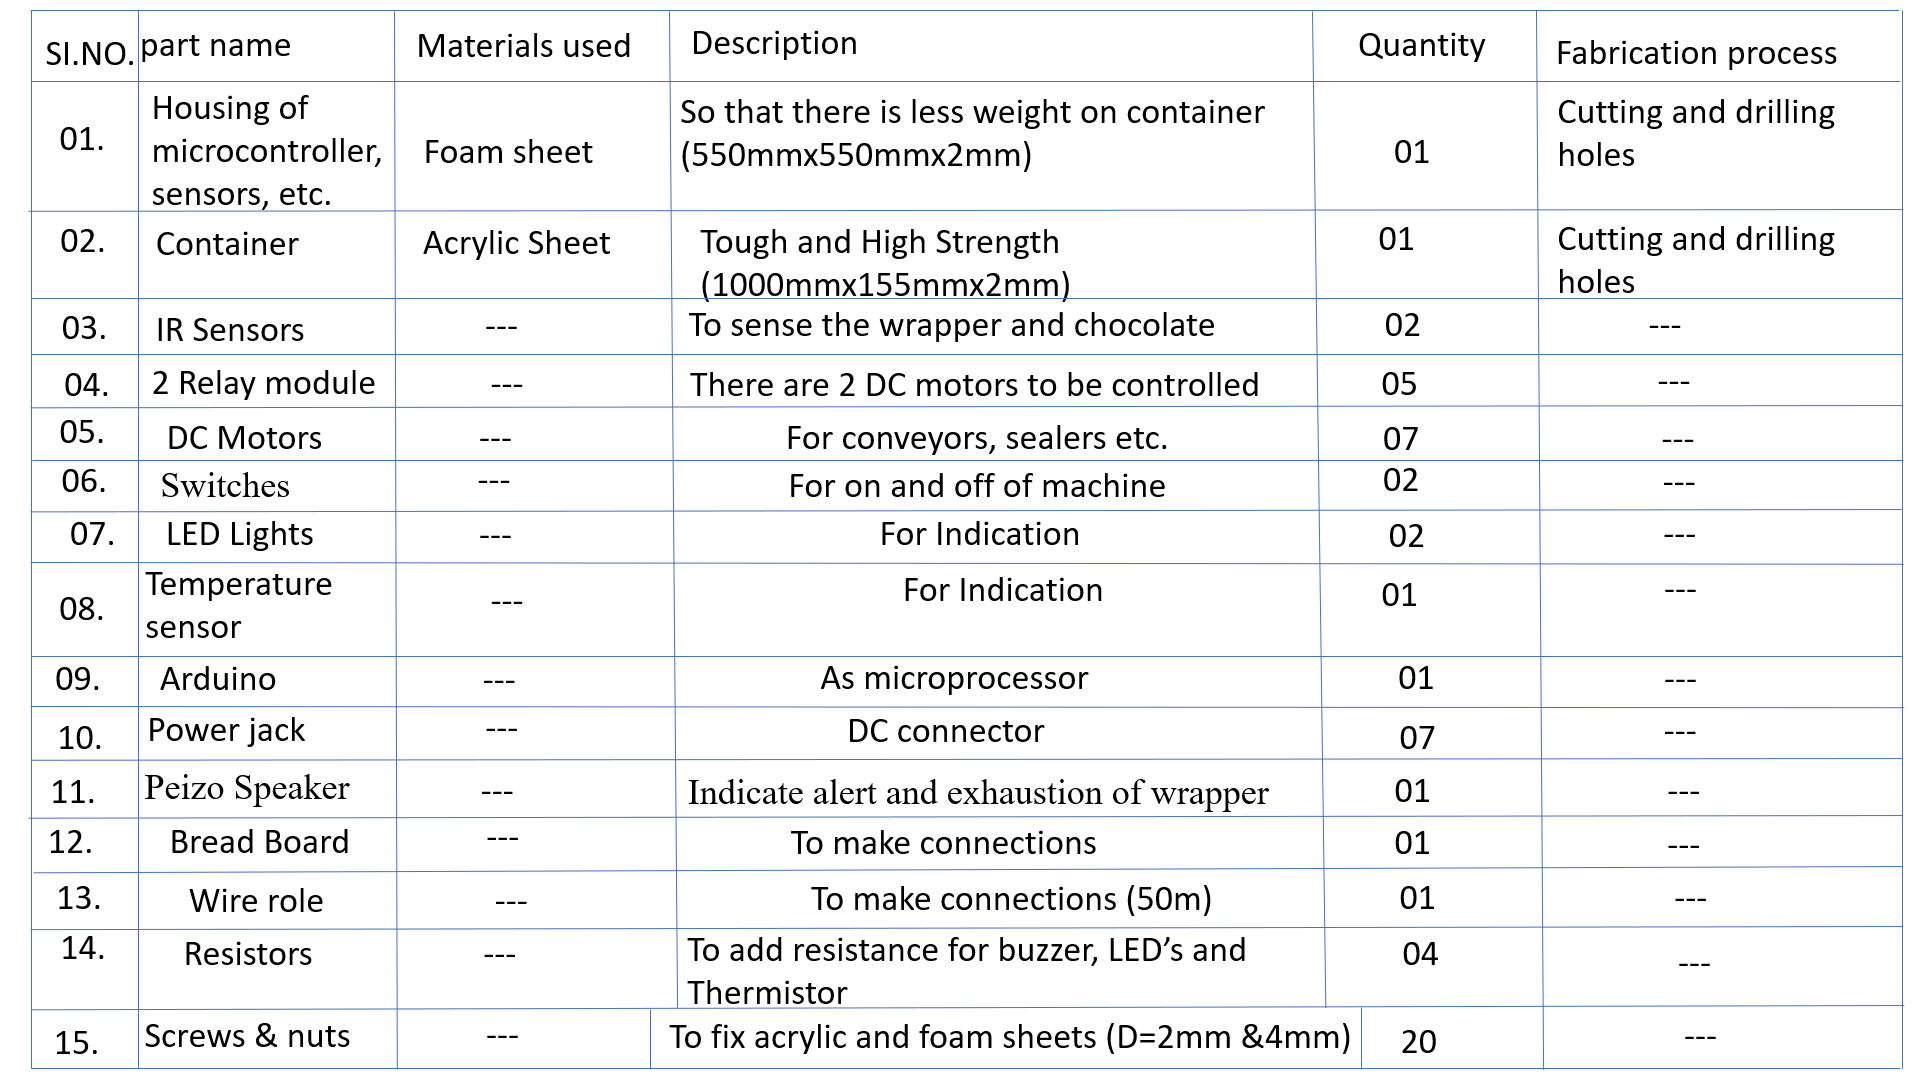 SI.NO. part name Materials used Description Quantity Fabrication process
01. Housing of microcontroller, sensors, etc. Foam sheet So that there is less weight on container (550mmx550mmx2mm) 01 Cutting and drilling holes
02. Container Acrylic Sheet Tough and High Strength (1000mmx155mmx2mm) 01 Cutting and drilling holes
03. IR Sensors --- To sense the wrapper and chocolate 02 ---
04. 2 Relay module --- There are 2 DC motors to be controlled 05 ---
05. DC Motors --- For conveyors, sealers etc. 07 ---
06. Switches --- For on and off of machine 02 ---
07. LED Lights --- For Indication 02 ---
08. Temperature sensor --- For Indication 01 ---
09. Arduino --- As microprocessor 01 ---
10. Power jack --- DC connector 07 ---
11. Peizo Speaker --- Indicate alert and exhaustion of wrapper 01 ---
12. Bread Board --- To make connections 01 ---
13. Wire role --- To make connections (50m) 01 ---
14. Resistors --- To add resistance for buzzer, LED’s and Thermistor 04 ---
15. Screws & nuts --- To fix acrylic and foam sheets (D=2mm &4mm) 20 ---